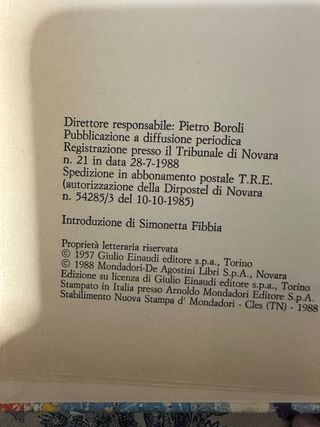 Direttore responsabile: Pietro Boroli
Pubblicazione a diffusione periodica
Registrazione presso il Tribunale di Novara
n. 21 in data 28-7-1988
Spedizione in abbonamento postale T.R.E.
(autorizzazione della Dirpostel di Novara
n. 54285/3 del 10-10-1985)
Introduzione di Simonetta Fibbia
Proprietà letteraria riservata
© 1957 Giulio Einaudi editore s.p.a., Torino
© 1988 Mondadori-De Agostini Libri S.p.A., Novara
Edizione su licenza di Giulio Einaudi editore s.p.a., Torino
Stampato in Italia presso Arnoldo Mondadori Editore S.p.A.
Stabilimento Nuova Stampa d' Mondadori - Cles (TN) - 1988